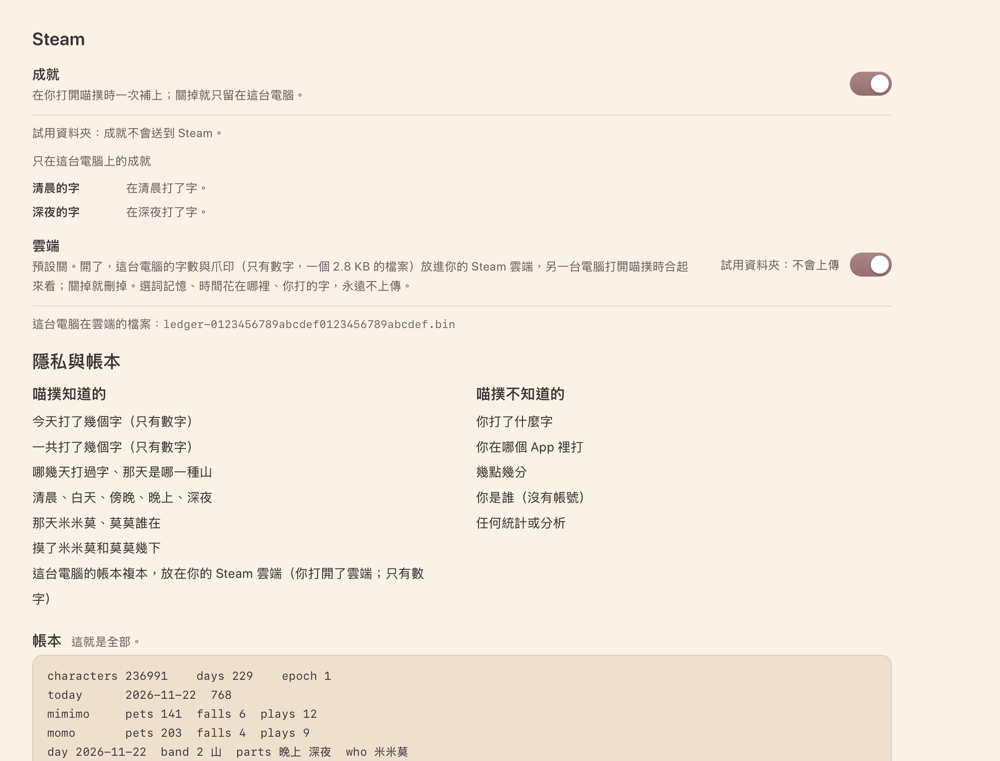 Steam
成就
在你打開喵撲時一次補上；關掉就只留在這台電腦。
試用資料夾：成就不會送到 Steam。
只在這台電腦上的成就
清晨的字 在清晨打了字。
深夜的字 在深夜打了字。
雲端
預設關。開了，這台電腦的字數與爪印（只有數字，一個 2.8 KB 的檔案）放進你的 Steam 雲端，另一台電腦打開喵撲時合起
來看；關掉就刪掉。選詞記憶、時間花在哪裡、你打的字，永遠不上傳。
試用資料夾：不會上傳
這台電腦在雲端的檔案：ledger-0123456789abcdef0123456789abcdef.bin
隱私與帳本
喵撲知道的
今天打了幾個字（只有數字）
一共打了幾個字（只有數字）
哪幾天打過字、那天是哪一種山
清晨、白天、傍晚、晚上、深夜
那天米米莫、莫莫誰在
摸了米米莫和莫莫幾下
這台電腦的帳本複本，放在你的 Steam 雲端（你打開了雲端；只有數
字）
喵撲不知道的
你打了什麼字
你在哪個 App 裡打
幾點幾分
你是誰（沒有帳號）
任何統計或分析
帳本 這就是全部。
characters 236991 days 229 epoch 1
today 2026-11-22 768
mimimo pets 141 falls 6 plays 12
momo pets 203 falls 4 plays 9
day 2026-11-22 band 2 山 parts 晚上 深夜 who 米米莫